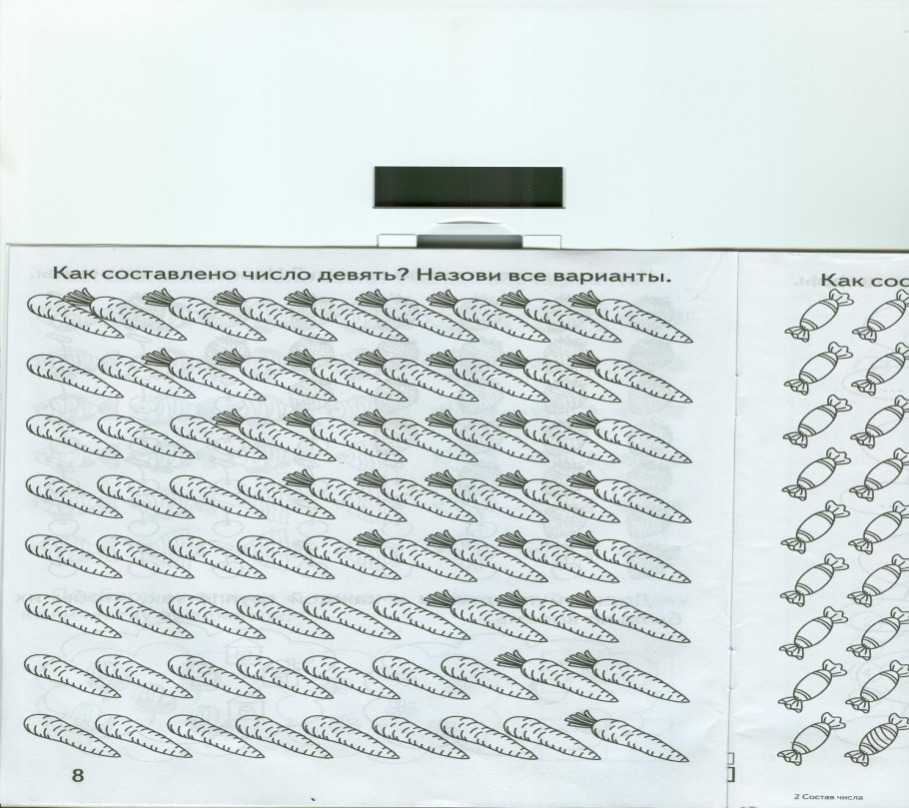 Как составлено число девять? Назови все варианты.
8
Как сос
2 Состав числа